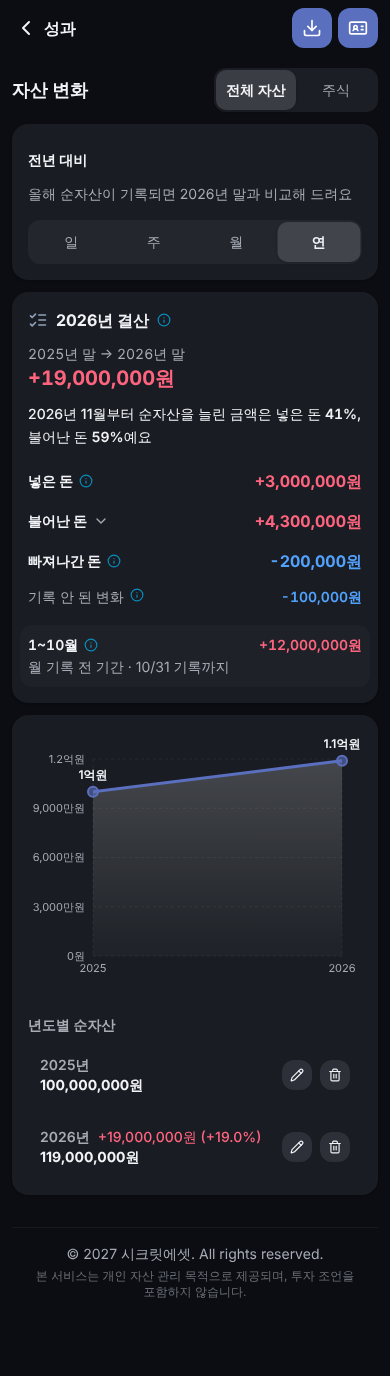 성과
자산 변화
전체 자산
주식
전년 대비
올해 순자산이 기록되면 2026년 말과 비교해 드려요
일
주
월
연
2026년 결산
2025년 말 → 2026년 말
+19,000,000원
2026년 11월부터 순자산을 늘린 금액은 넣은 돈 41%,
불어난 돈 59%예요
넣은 돈 +3,000,000원
불어난 돈 +4,300,000원
빠져나간 돈 -200,000원
기록 안 된 변화 -100,000원
1~10월 +12,000,000원
월 기록 전 기간 · 10/31 기록까지
1.1억원
1.2억원
1억원
9,000만원
6,000만원
3,000만원
0원
2025 2026
년도별 순자산
2025년
100,000,000원
2026년 +19,000,000원 (+19.0%)
119,000,000원
© 2027 시크릿에셋. All rights reserved.
본 서비스는 개인 자산 관리 목적으로 제공되며, 투자 조언을
포함하지 않습니다.